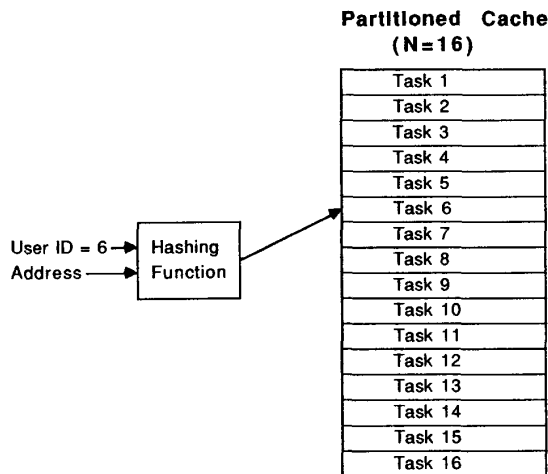 Partitioned Cache
(N=16)
Task 1
Task 2
Task 3
Task 4
Task 5
Task 6
Task 7
Task 8
Task 9
Task 10
Task 11
Task 12
Task 13
Task 14
Task 15
Task 16
User ID = 6
Address
Hashing
Function